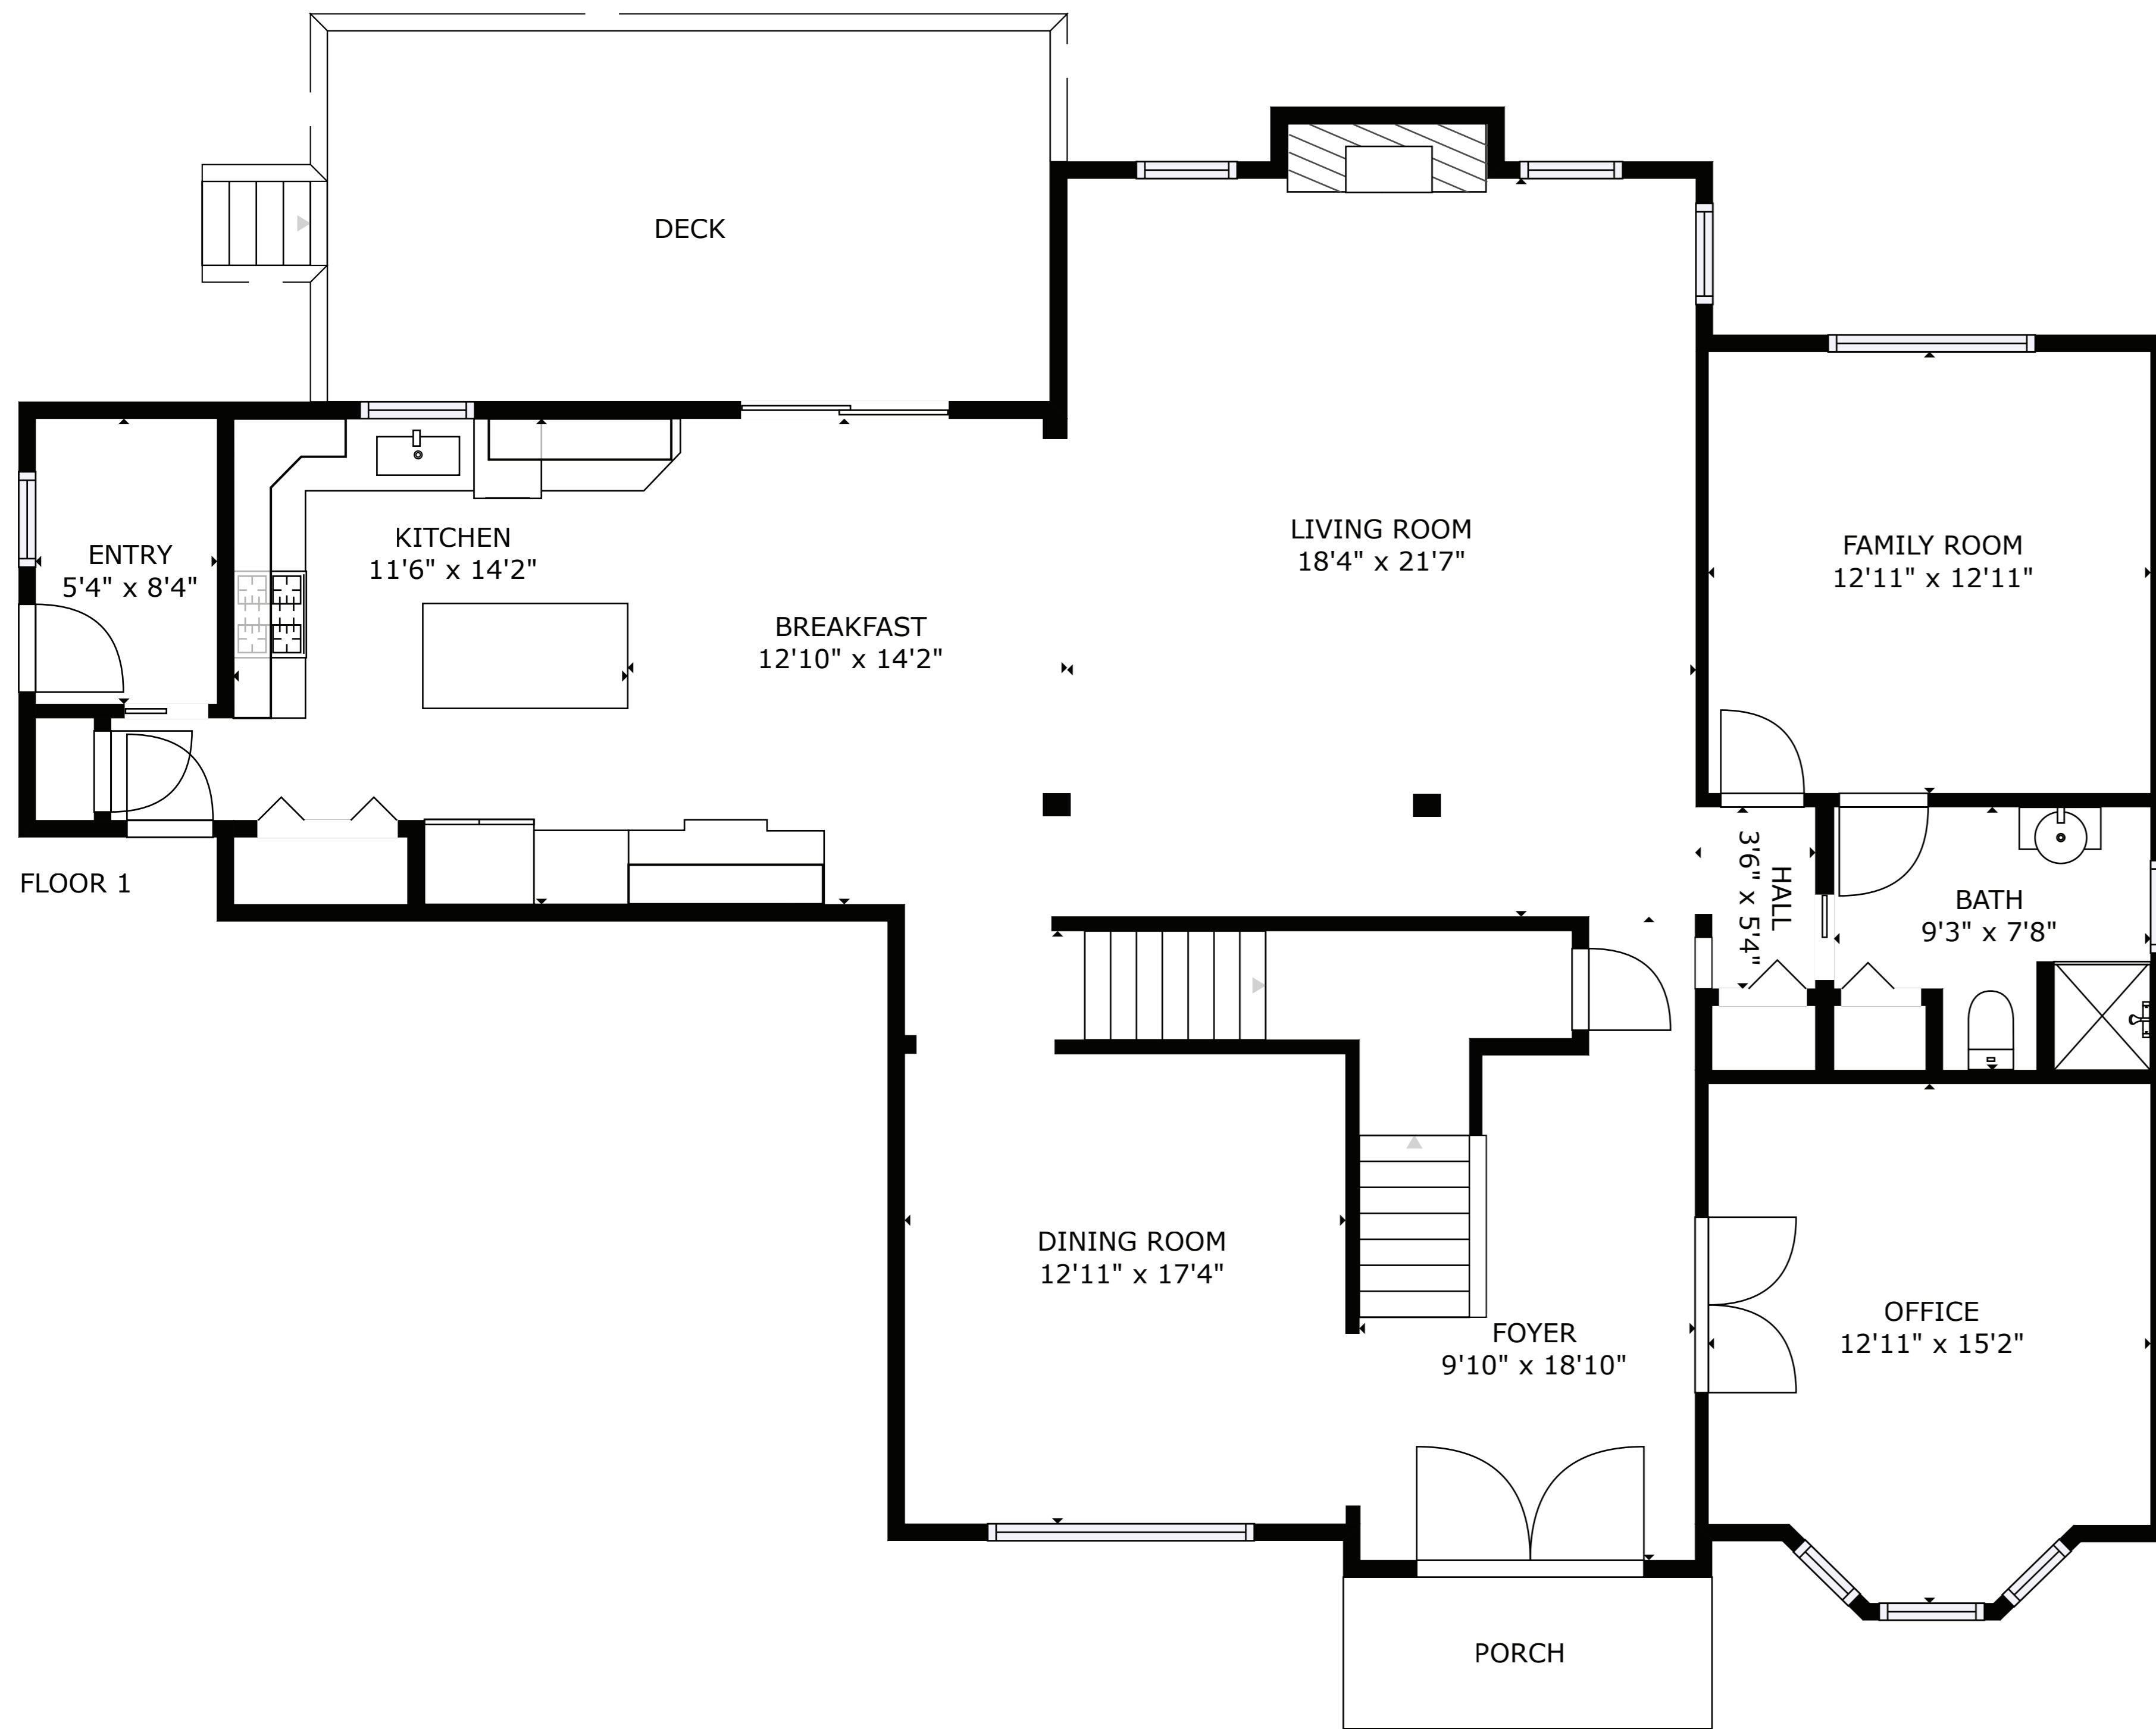 DECK
LIVING ROOM
18'4" x 21'7"
KITCHEN
11'6" x 14'2"
ENTRY
5'4" x 8'4"
FAMILY ROOM
12'11" x 12'11"
BREAKFAST
12'10" x 14'2"
FLOOR 1
HALL
3'6" x 5'4"
BATH
9'3" x 7'8"
DINING ROOM
12'11" x 17'4"
FOYER
9'10" x 18'10"
OFFICE
12'11" x 15'2"
PORCH